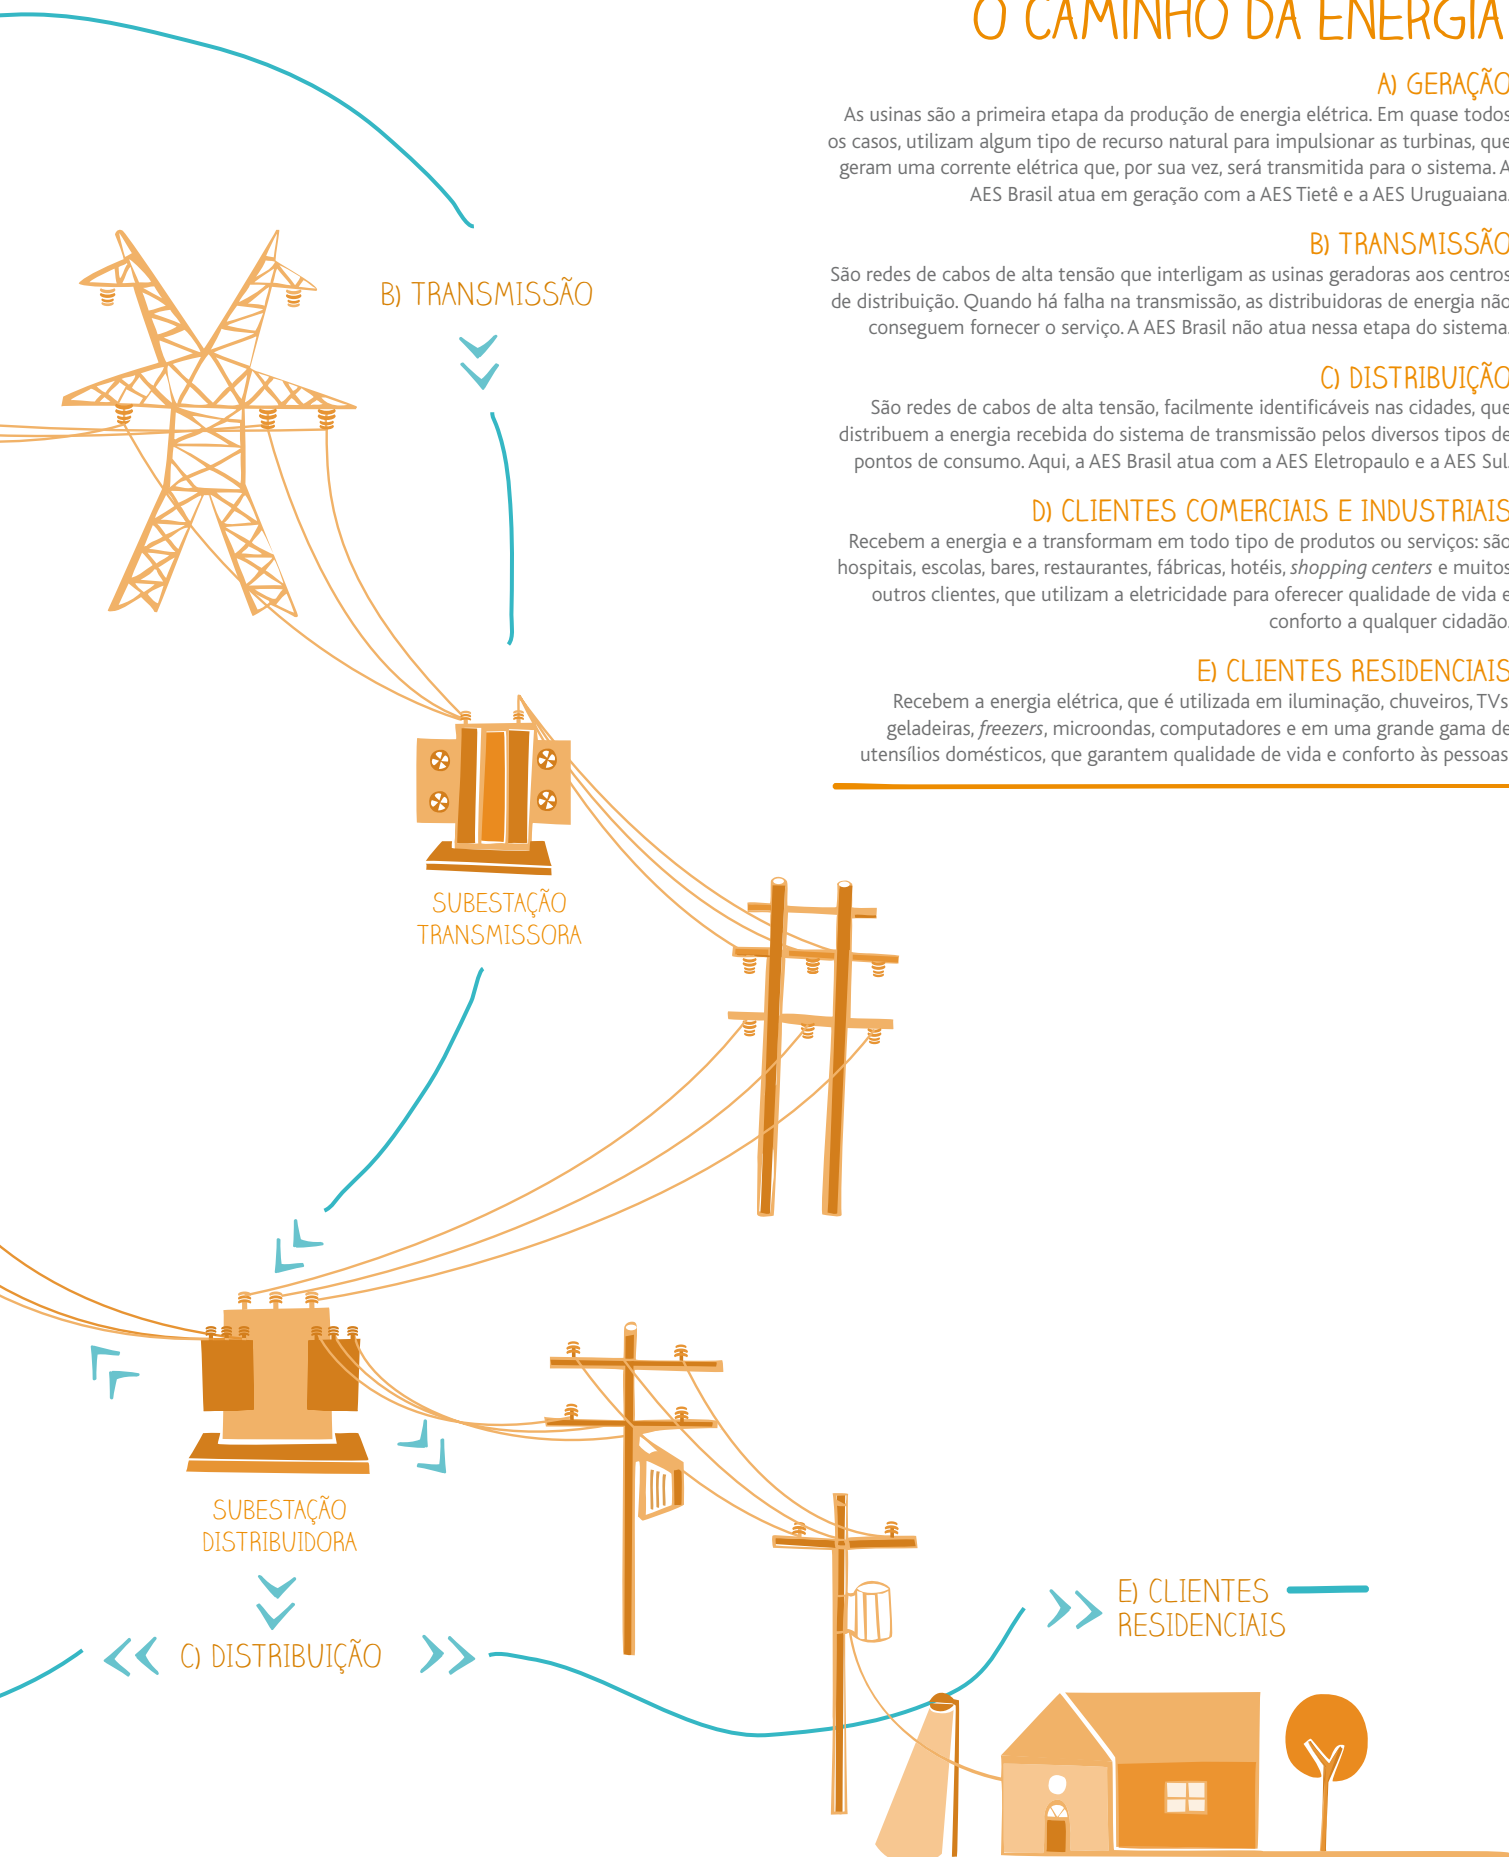 O CAMINHO DA ENERGIA
A) GERAÇÃO
As usinas são a primeira etapa da produção de energia elétrica. Em quase todos
os casos, utilizam algum tipo de recurso natural para impulsionar as turbinas, que
geram uma corrente elétrica que, por sua vez, será transmitida para o sistema. A
AES Brasil atua em geração com a AES Tietê e a AES Uruguaiana.
B) TRANSMISSÃO
São redes de cabos de alta tensão que interligam as usinas geradoras aos centros
de distribuição. Quando há falha na transmissão, as distribuidoras de energia não
conseguem fornecer o serviço. A AES Brasil não atua nessa etapa do sistema.
C) DISTRIBUIÇÃO
São redes de cabos de alta tensão, facilmente identificáveis nas cidades, que
distribuem a energia recebida do sistema de transmissão pelos diversos tipos de
pontos de consumo. Aqui, a AES Brasil atua com a AES Eletropaulo e a AES Sul.
D) CLIENTES COMERCIAIS E INDUSTRIAIS
Recebem a energia e a transformam em todo tipo de produtos ou serviços: são
hospitais, escolas, bares, restaurantes, fábricas, hotéis, shopping centers e muitos
outros clientes, que utilizam a eletricidade para oferecer qualidade de vida e
conforto a qualquer cidadão.
E) CLIENTES RESIDENCIAIS
Recebem a energia elétrica, que é utilizada em iluminação, chuveiros, TVs
geladeiras, freezers, microondas, computadores e em uma grande gama de
utensílios domésticos, que garantem qualidade de vida e conforto às pessoas
B) TRANSMISSÃO
SUBESTAÇÃO
TRANSMISSORA
SUBESTAÇÃO
DISTRIBUIDORA
C) DISTRIBUIÇÃO
E) CLIENTES
RESIDENCIAIS